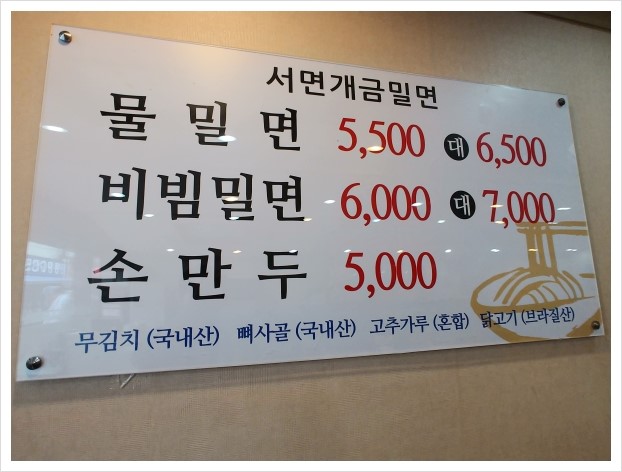 서면개금밀면
물밀면 5,500 대 6,500
비빔밀면 6,000 대 7,000
손만두 5,000
무김치 (국내산) 뼈사골 (국내산) 고추가루 (혼합) 닭고기 (브라질산)